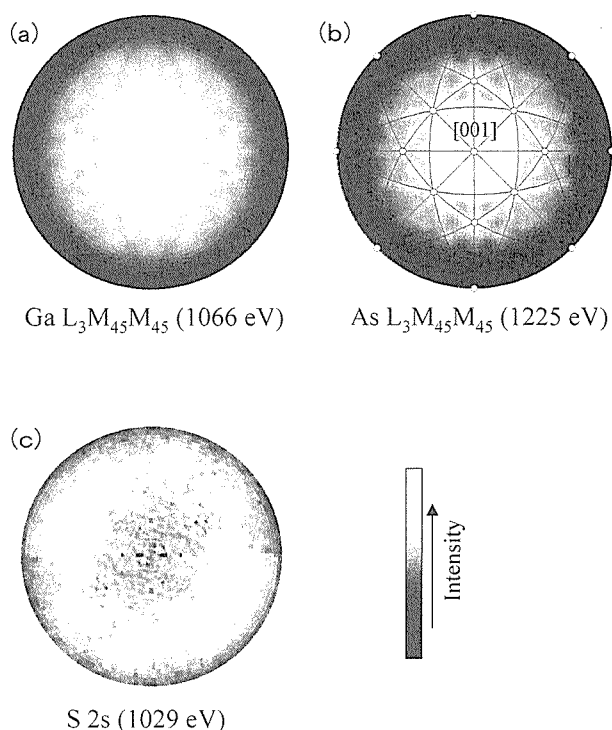 (a)
(b)
[001]
Ga L₃M₄₅M₄₅ (1066 eV)
As L₃M₄₅M₄₅ (1225 eV)
(c)
Intensity
S 2s (1029 eV)